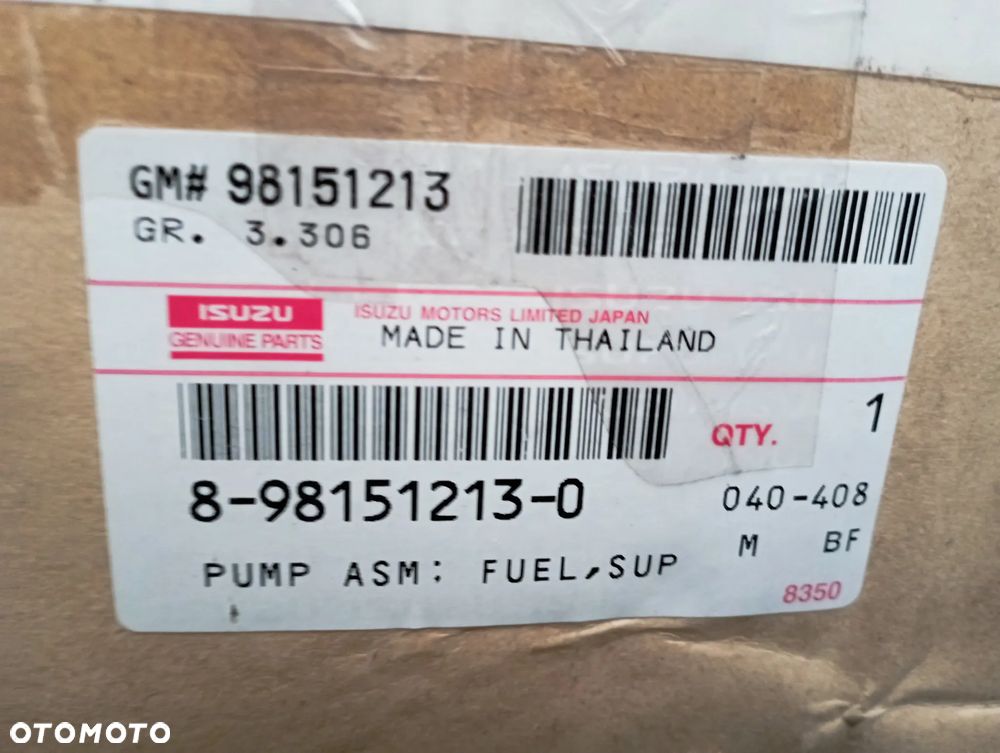 GM# 98151213
GR. 3.306
ISUZU
GENUINE PARTS
ISUZU MOTORS LIMITED JAPAN
MADE IN THAILAND
QTY. 1
8-98151213-0
040-408
M BF
PUMP ASM: FUEL,SUP
8350
OTOMOTO